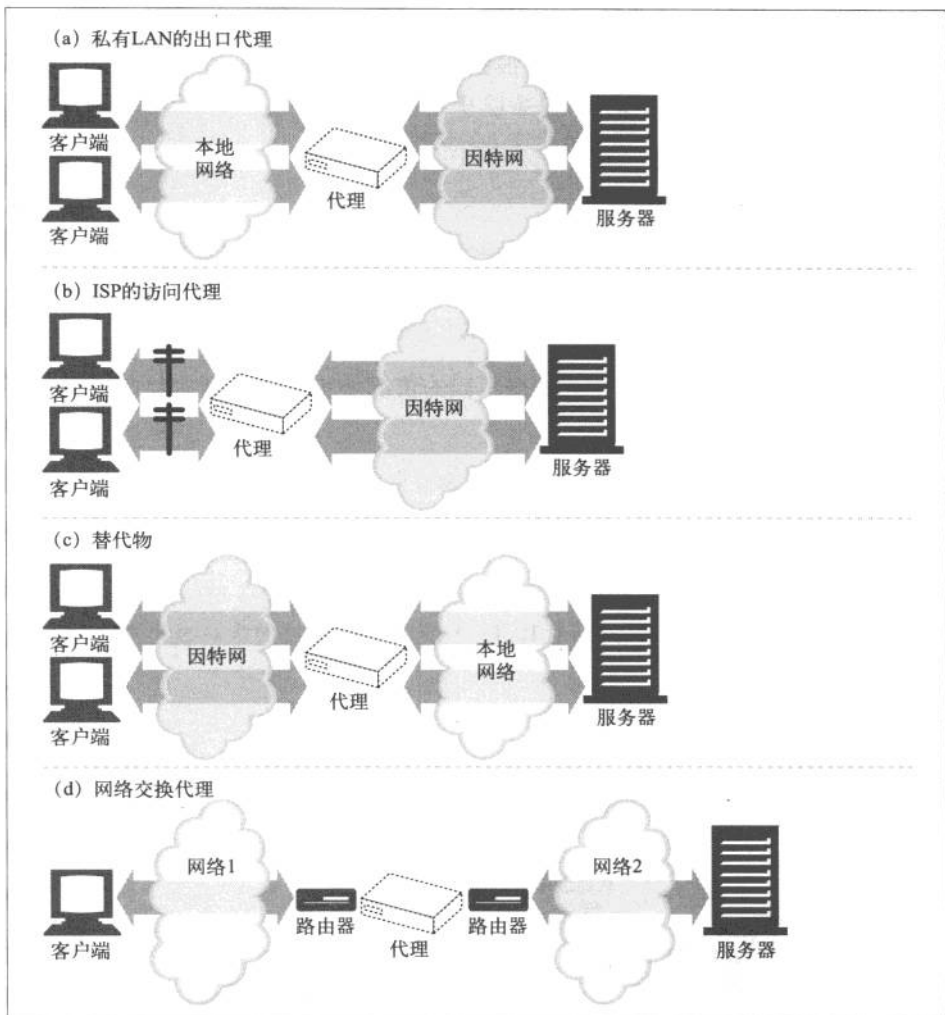 (a) 私有LAN的出口代理
客户端
本地
网络
代理
因特网
服务器
客户端
(b) ISP的访问代理
客户端
代理
因特网
服务器
客户端
(c) 替代物
客户端
因特网
代理
本地
网络
服务器
客户端
(d) 网络交换代理
网络1
网络2
客户端
路由器
代理
路由器
服务器